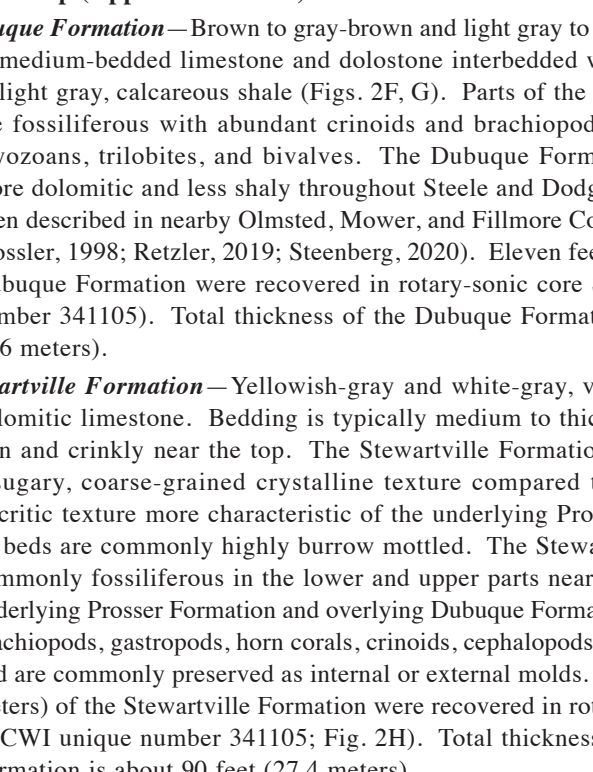 uque Formation—Brown to gray-brown and light gray to
medium-bedded limestone and dolostone interbedded
light gray, calcareous shale (Figs. 2F, G). Parts of the
fossiliferous with abundant crinoids and brachiopod
yozoans, trilobites, and bivalves. The Dubuque Form
ore dolomitic and less shaly throughout Steele and Dodg
en described in nearby Olmsted, Mower, and Fillmore Co
ossler, 1998; Retzler, 2019; Steenberg, 2020). Eleven fee
buque Formation were recovered in rotary-sonic core
mber 341105). Total thickness of the Dubuque Format
6 meters).
artville Formation—Yellowish-gray and white-gray, v
lomitic limestone. Bedding is typically medium to thic
n and crinkly near the top. The Stewartville Formatio
sugary, coarse-grained crystalline texture compared
critic texture more characteristic of the underlying Pro
beds are commonly highly burrow mottled. The Stewa
mmonly fossiliferous in the lower and upper parts near
derlying Prosser Formation and overlying Dubuque Forma
achiopods, gastropods, horn corals, crinoids, cephalopods
d are commonly preserved as internal or external molds.
eters) of the Stewartville Formation were recovered in rot
CWI unique number 341105; Fig. 2H). Total thickness
rmation is about 90 feet (27.4 meters).